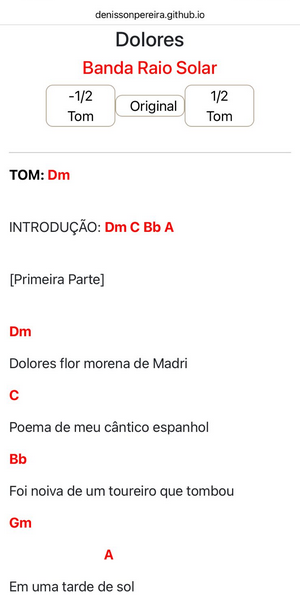 denissonpereira.github.io
Dolores
Banda Raio Solar
-1/2 Tom
Original
1/2 Tom
TOM: Dm
INTRODUÇÃO: Dm C Bb A
[Primeira Parte]
Dm
Dolores flor morena de Madri
C
Poema de meu cântico espanhol
Bb
Foi noiva de um toureiro que tombou
Gm
A
Em uma tarde de sol